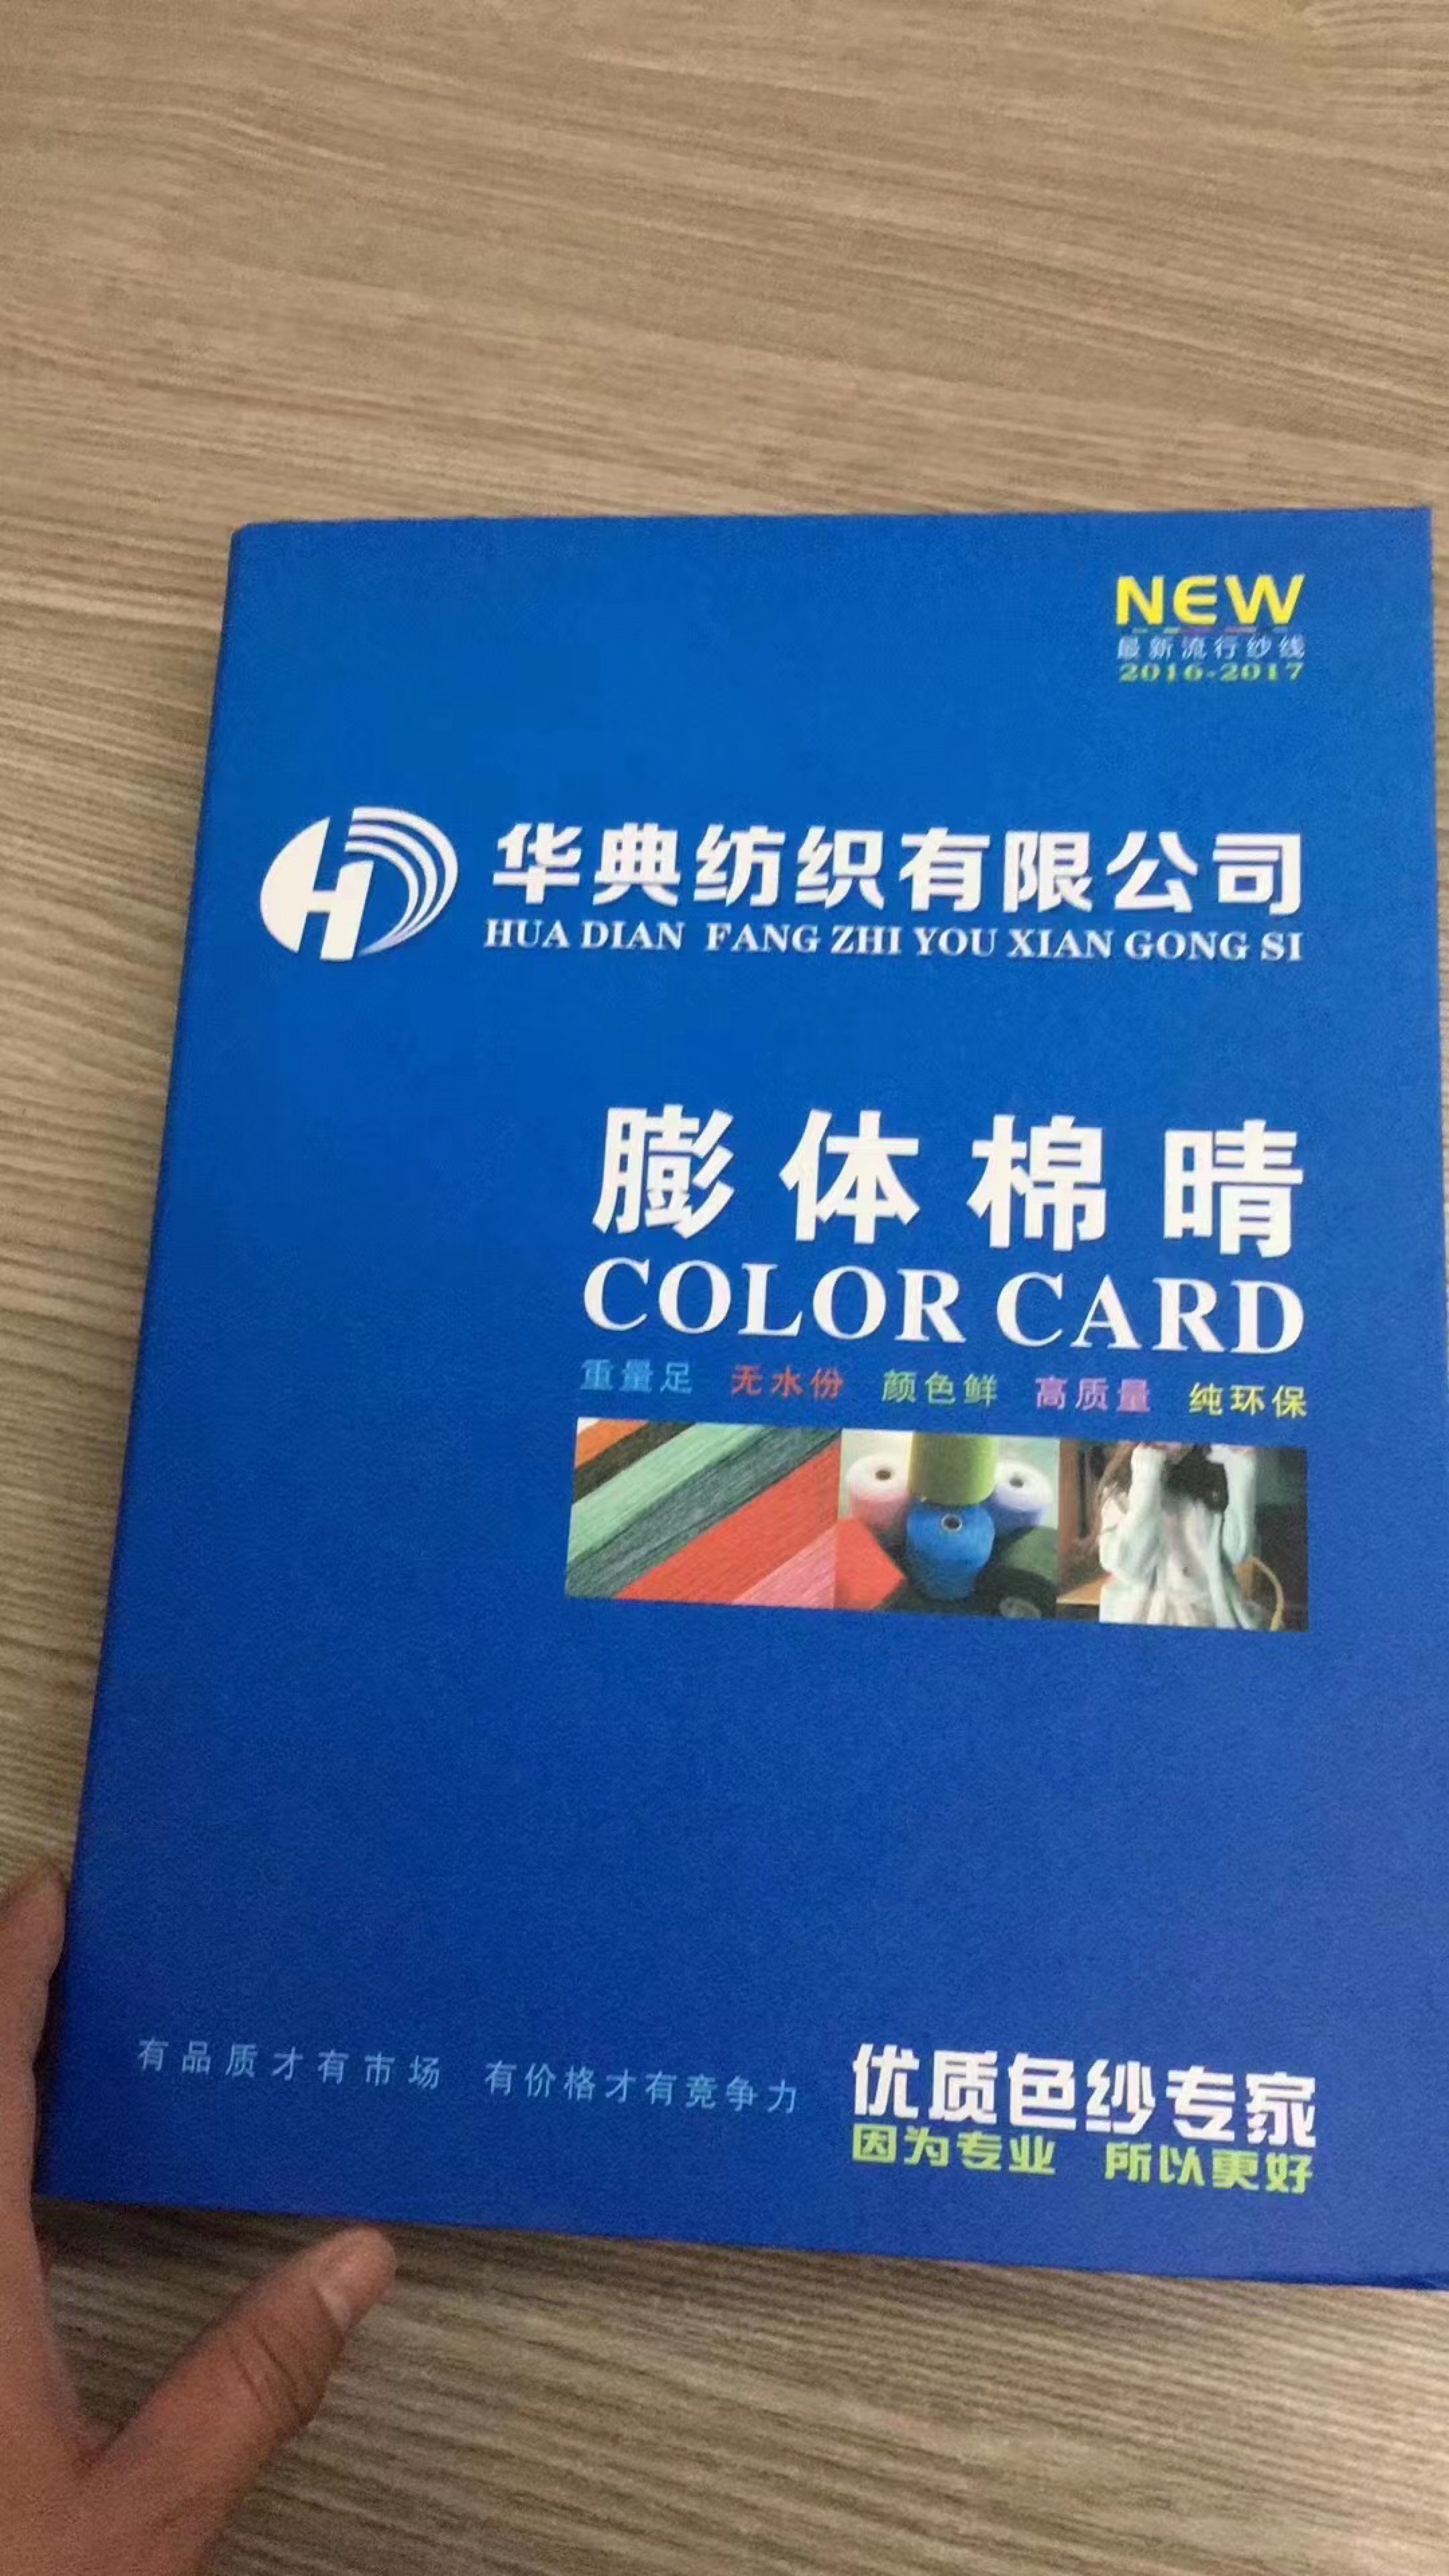 NEW
最新流行纱线
2016-2017
华典纺织有限公司
HUA DIAN FANG ZHI YOU XIAN GONG SI
膨体棉晴
COLOR CARD
重量足 无水份 颜色鲜 高质量 纯环保
有品质才有市场 有价格才有竞争力
优质色纱专家
因为专业 所以更好